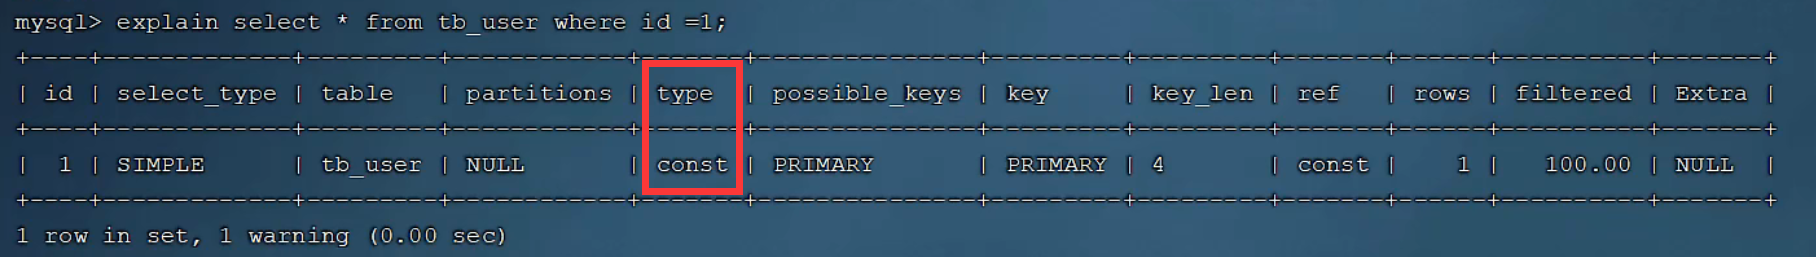 mysql> explain select * from tb_user where id =1;
+----+-------------+---------+------------+-------+---------------+---------+---------+-------+------+----------+-------+
| id | select_type | table   | partitions | type  | possible_keys | key     | key_len | ref   | rows | filtered | Extra |
+----+-------------+---------+------------+-------+---------------+---------+---------+-------+------+----------+-------+
|  1 | SIMPLE      | tb_user | NULL       | const | PRIMARY       | PRIMARY | 4       | const |    1 |   100.00 | NULL  |
+----+-------------+---------+------------+-------+---------------+---------+---------+-------+------+----------+-------+
1 row in set, 1 warning (0.00 sec)